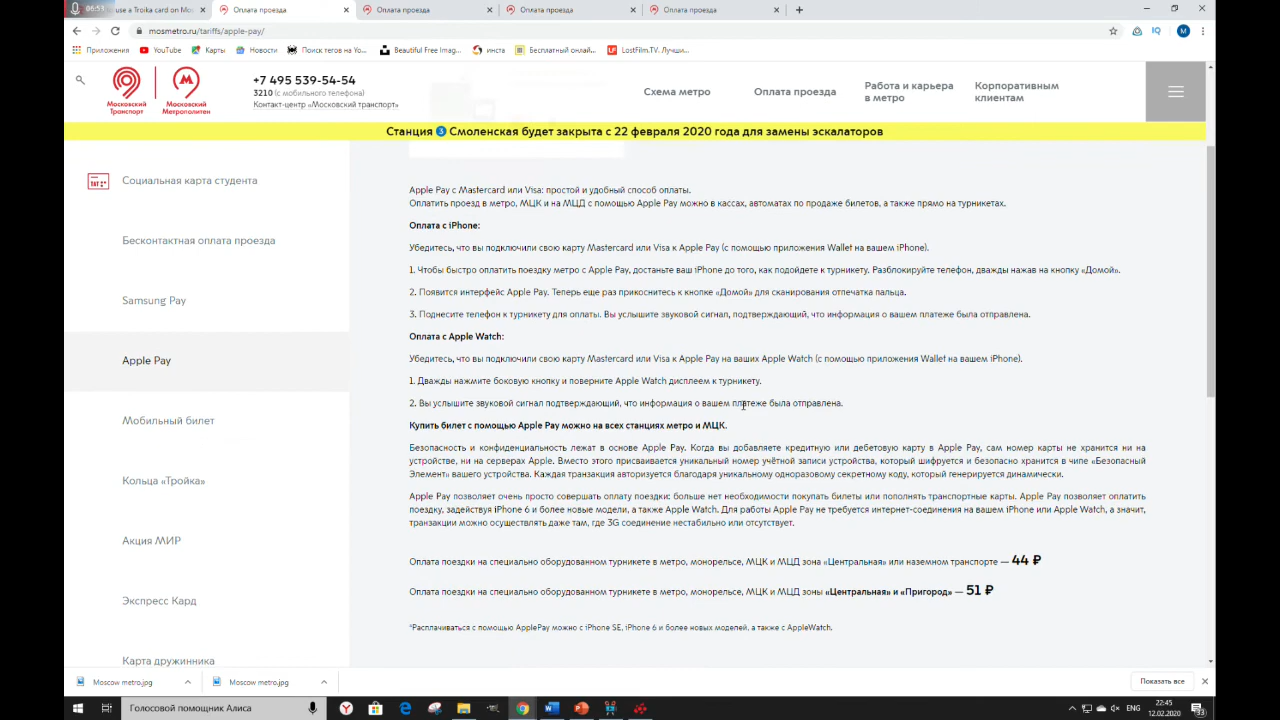 06:53
use a Troika card on Mos
Оплата проезда
Оплата проезда
Оплата проезда
Оплата проезда
mosmetro.ru/tariffs/apple-pay/
M
Приложения
YouTube
Карты
Новости
Поиск тегов на Yo...
Beautiful Free Imag...
инста
Бесплатный онлай...
LostFilm.TV. Лучши...
Московский Транспорт
Московский Метрополитен
+7 495 539-54-54
3210 (с мобильного телефона)
Контакт-центр «Московский транспорт»
Схема метро
Оплата проезда
Работа и карьера
в метро
Корпоративным
клиентам
Станция 3 Смоленская будет закрыта с 22 февраля 2020 года для замены эскалаторов
Социальная карта студента
Бесконтактная оплата проезда
Samsung Pay
Apple Pay
Мобильный билет
Кольца «Тройка»
Акция МИР
Экспресс Кард
Карта дружинника
Apple Pay с Mastercard или Visa: простой и удобный способ оплаты.
Оплатить проезд в метро, МЦК и на МЦД с помощью Apple Pay можно в кассах, автоматах по продаже билетов, а также прямо на турникетах.
Оплата с iPhone:
Убедитесь, что вы подключили свою карту Mastercard или Visa к Apple Pay (с помощью приложения Wallet на вашем iPhone).
1. Чтобы быстро оплатить поездку метро с Apple Pay, достаньте ваш iPhone до того, как подойдете к турникету. Разблокируйте телефон, дважды нажав на кнопку «Домой».
2. Появится интерфейс Apple Pay. Теперь еще раз прикоснитесь к кнопке «Домой» для сканирования отпечатка пальца.
3. Поднесите телефон к турникету для оплаты. Вы услышите звуковой сигнал, подтверждающий, что информация о вашем платеже была отправлена.
Оплата с Apple Watch:
Убедитесь, что вы подключили свою карту Mastercard или Visa к Apple Pay на ваших Apple Watch (с помощью приложения Wallet на вашем iPhone).
1. Дважды нажмите боковую кнопку и поверните Apple Watch дисплеем к турникету.
2. Вы услышите звуковой сигнал подтверждающий, что информация о вашем платеже была отправлена.
Купить билет с помощью Apple Pay можно на всех станциях метро и МЦК.
Безопасность и конфиденциальность лежат в основе Apple Pay. Когда вы добавляете кредитную или дебетовую карту в Apple Pay, сам номер карты не хранится ни на
устройстве, ни на серверах Apple. Вместо этого присваивается уникальный номер учётной записи устройства, который шифруется и безопасно хранится в чипе «Безопасный
Элемент» вашего устройства. Каждая транзакция авторизуется благодаря уникальному одноразовому секретному коду, который генерируется динамически.
Apple Pay позволяет очень просто совершать оплату поездки: больше нет необходимости покупать билеты или пополнять транспортные карты. Apple Pay позволяет оплатить
поездку, задействуя iPhone 6 и более новые модели, а также Apple Watch. Для работы Apple Pay не требуется интернет-соединения на вашем iPhone или Apple Watch, а значит,
транзакции можно осуществлять даже там, где 3G соединение нестабильно или отсутствует.
Оплата поездки на специально оборудованном турникете в метро, монорельсе, МЦК и МЦД зона «Центральная» или наземном транспорте — 44 ₽
Оплата поездки на специально оборудованном турникете в метро, монорельсе, МЦК и МЦД зоны «Центральная» и «Пригород» — 51 ₽
*Расплачиваться с помощью ApplePay можно с iPhone SE, iPhone 6 и более новых моделей, а также с AppleWatch.
Moscow metro.jpg
Moscow metro.jpg
Показать все
Голосовой помощник Алиса
ENG
22:45
12.02.2020
33